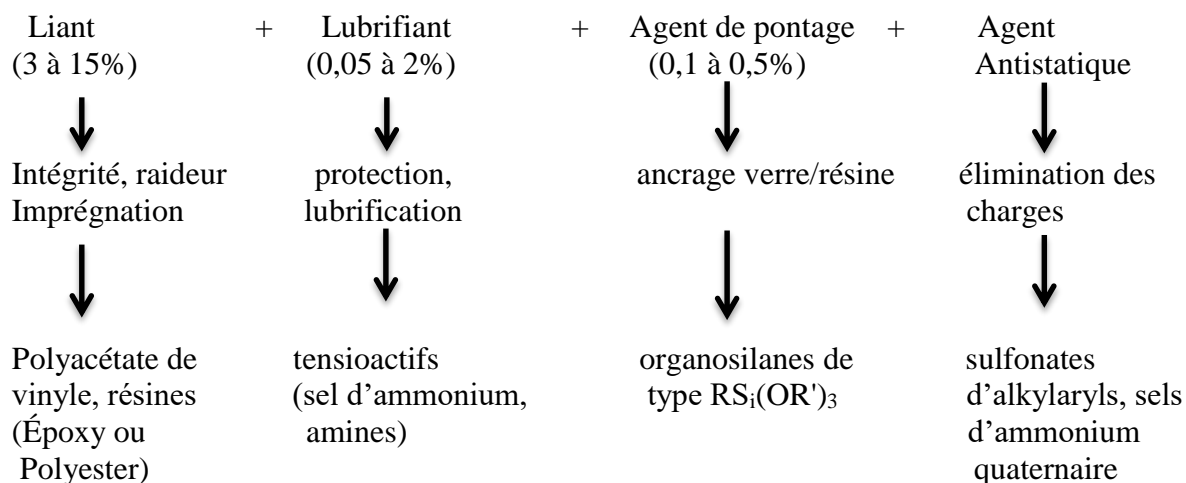 Liant + Lubrifiant + Agent de pontage + Agent
(3 à 15%) (0,05 à 2%) (0,1 à 0,5%) Antistatique
Intégrité, raideur protection, ancrage verre/résine élimination des
Imprégnation lubrification charges
Polyacétate de tensioactifs organosilanes de sulfonates
vinyle, résines (sel d’ammonium, type RSi(OR')3 d’alkylaryls, sels
(Époxy ou amines) d’ammonium
Polyester) quaternaire